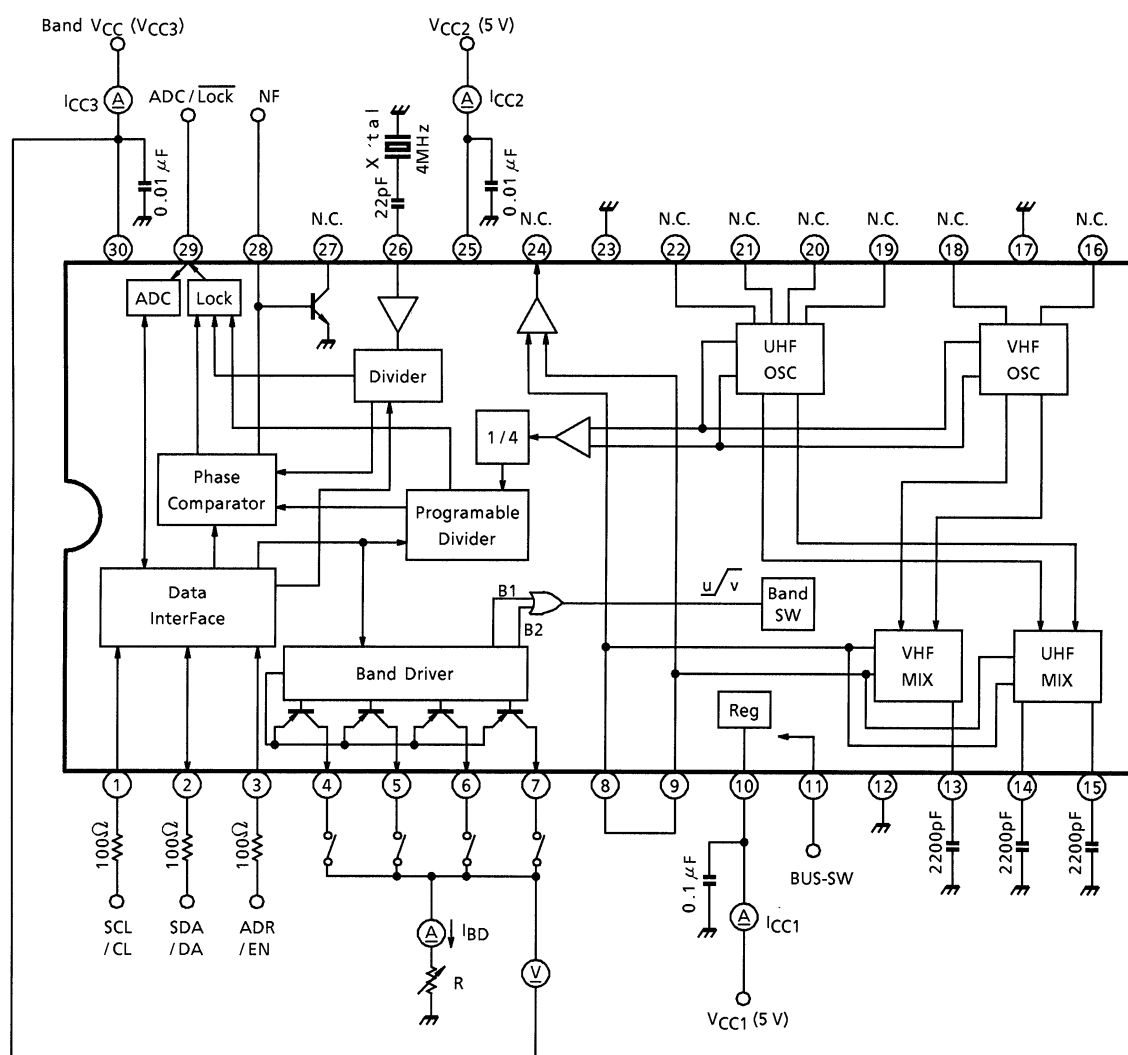 Band VCC (VCC3)
VCC2 (5 V)
ICC3
A
ADC/Lock
NF
X'tal
4MHz
A
ICC2
0.01 μF
22pF
0.01 μF
N.C.
N.C.
N.C.
N.C.
N.C.
N.C.
N.C.
N.C.
30
29
28
27
26
25
24
23
22
21
20
19
18
17
16
ADC
Lock
Divider
UHF
OSC
VHF
OSC
1/4
Phase
Comparator
Programable
Divider
Data
InterFace
B1
B2
u/v
Band
SW
Band Driver
VHF
MIX
UHF
MIX
Reg
1
2
3
4
5
6
7
8
9
10
11
12
13
14
15
100Ω
100Ω
100Ω
0.1 μF
BUS-SW
2200pF
2200pF
2200pF
SCL
/CL
SDA
/DA
ADR
/EN
A
IBD
R
V
A
ICC1
VCC1 (5 V)